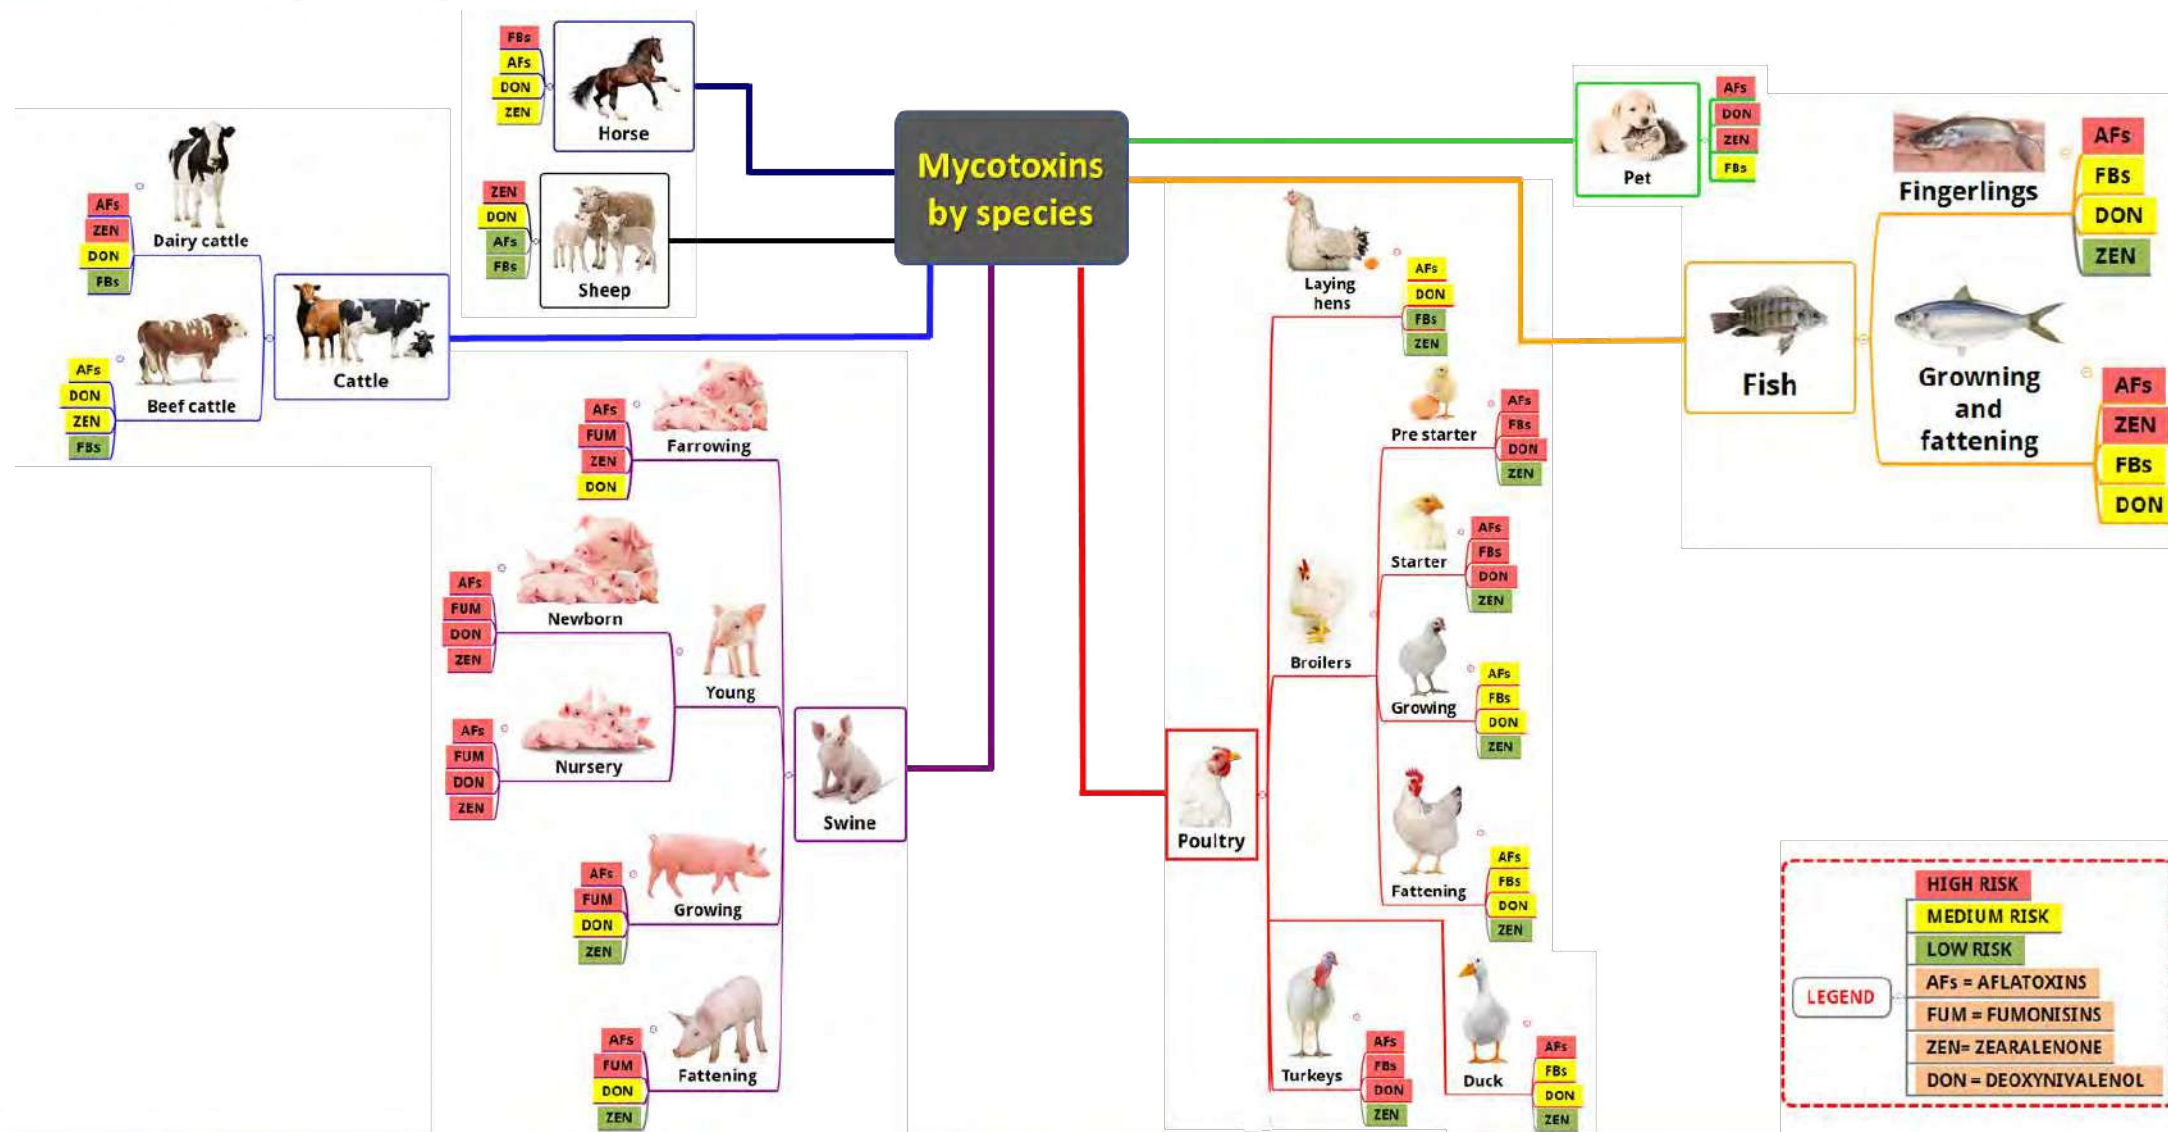 Mycotoxins
by species
FBs
AFs
DON
ZEN
Horse
ZEN
DON
AFs
FBs
Sheep
AFs
ZEN
DON
FBs
Dairy cattle
AFs
DON
ZEN
FBs
Beef cattle
Cattle
AFs
FUM
ZEN
DON
Farrowing
AFs
FUM
DON
ZEN
Newborn
Young
AFs
FUM
DON
ZEN
Nursery
AFs
FUM
DON
ZEN
Growing
AFs
FUM
DON
ZEN
Fattening
Swine
Poultry
Laying
hens
AFs
DON
FBs
ZEN
Broilers
Pre starter
AFs
FBs
DON
ZEN
Starter
AFs
FBs
DON
ZEN
Growing
AFs
FBs
DON
ZEN
Fattening
AFs
FBs
DON
ZEN
Turkeys
AFs
FBs
DON
ZEN
Duck
AFs
FBs
DON
ZEN
Pet
AFs
DON
ZEN
FBs
Fish
Fingerlings
AFs
FBs
DON
ZEN
Growning
and
fattening
AFs
ZEN
FBs
DON
LEGEND
HIGH RISK
MEDIUM RISK
LOW RISK
AFs = AFLATOXINS
FUM = FUMONISINS
ZEN= ZEARALENONE
DON = DEOXYNIVALENOL